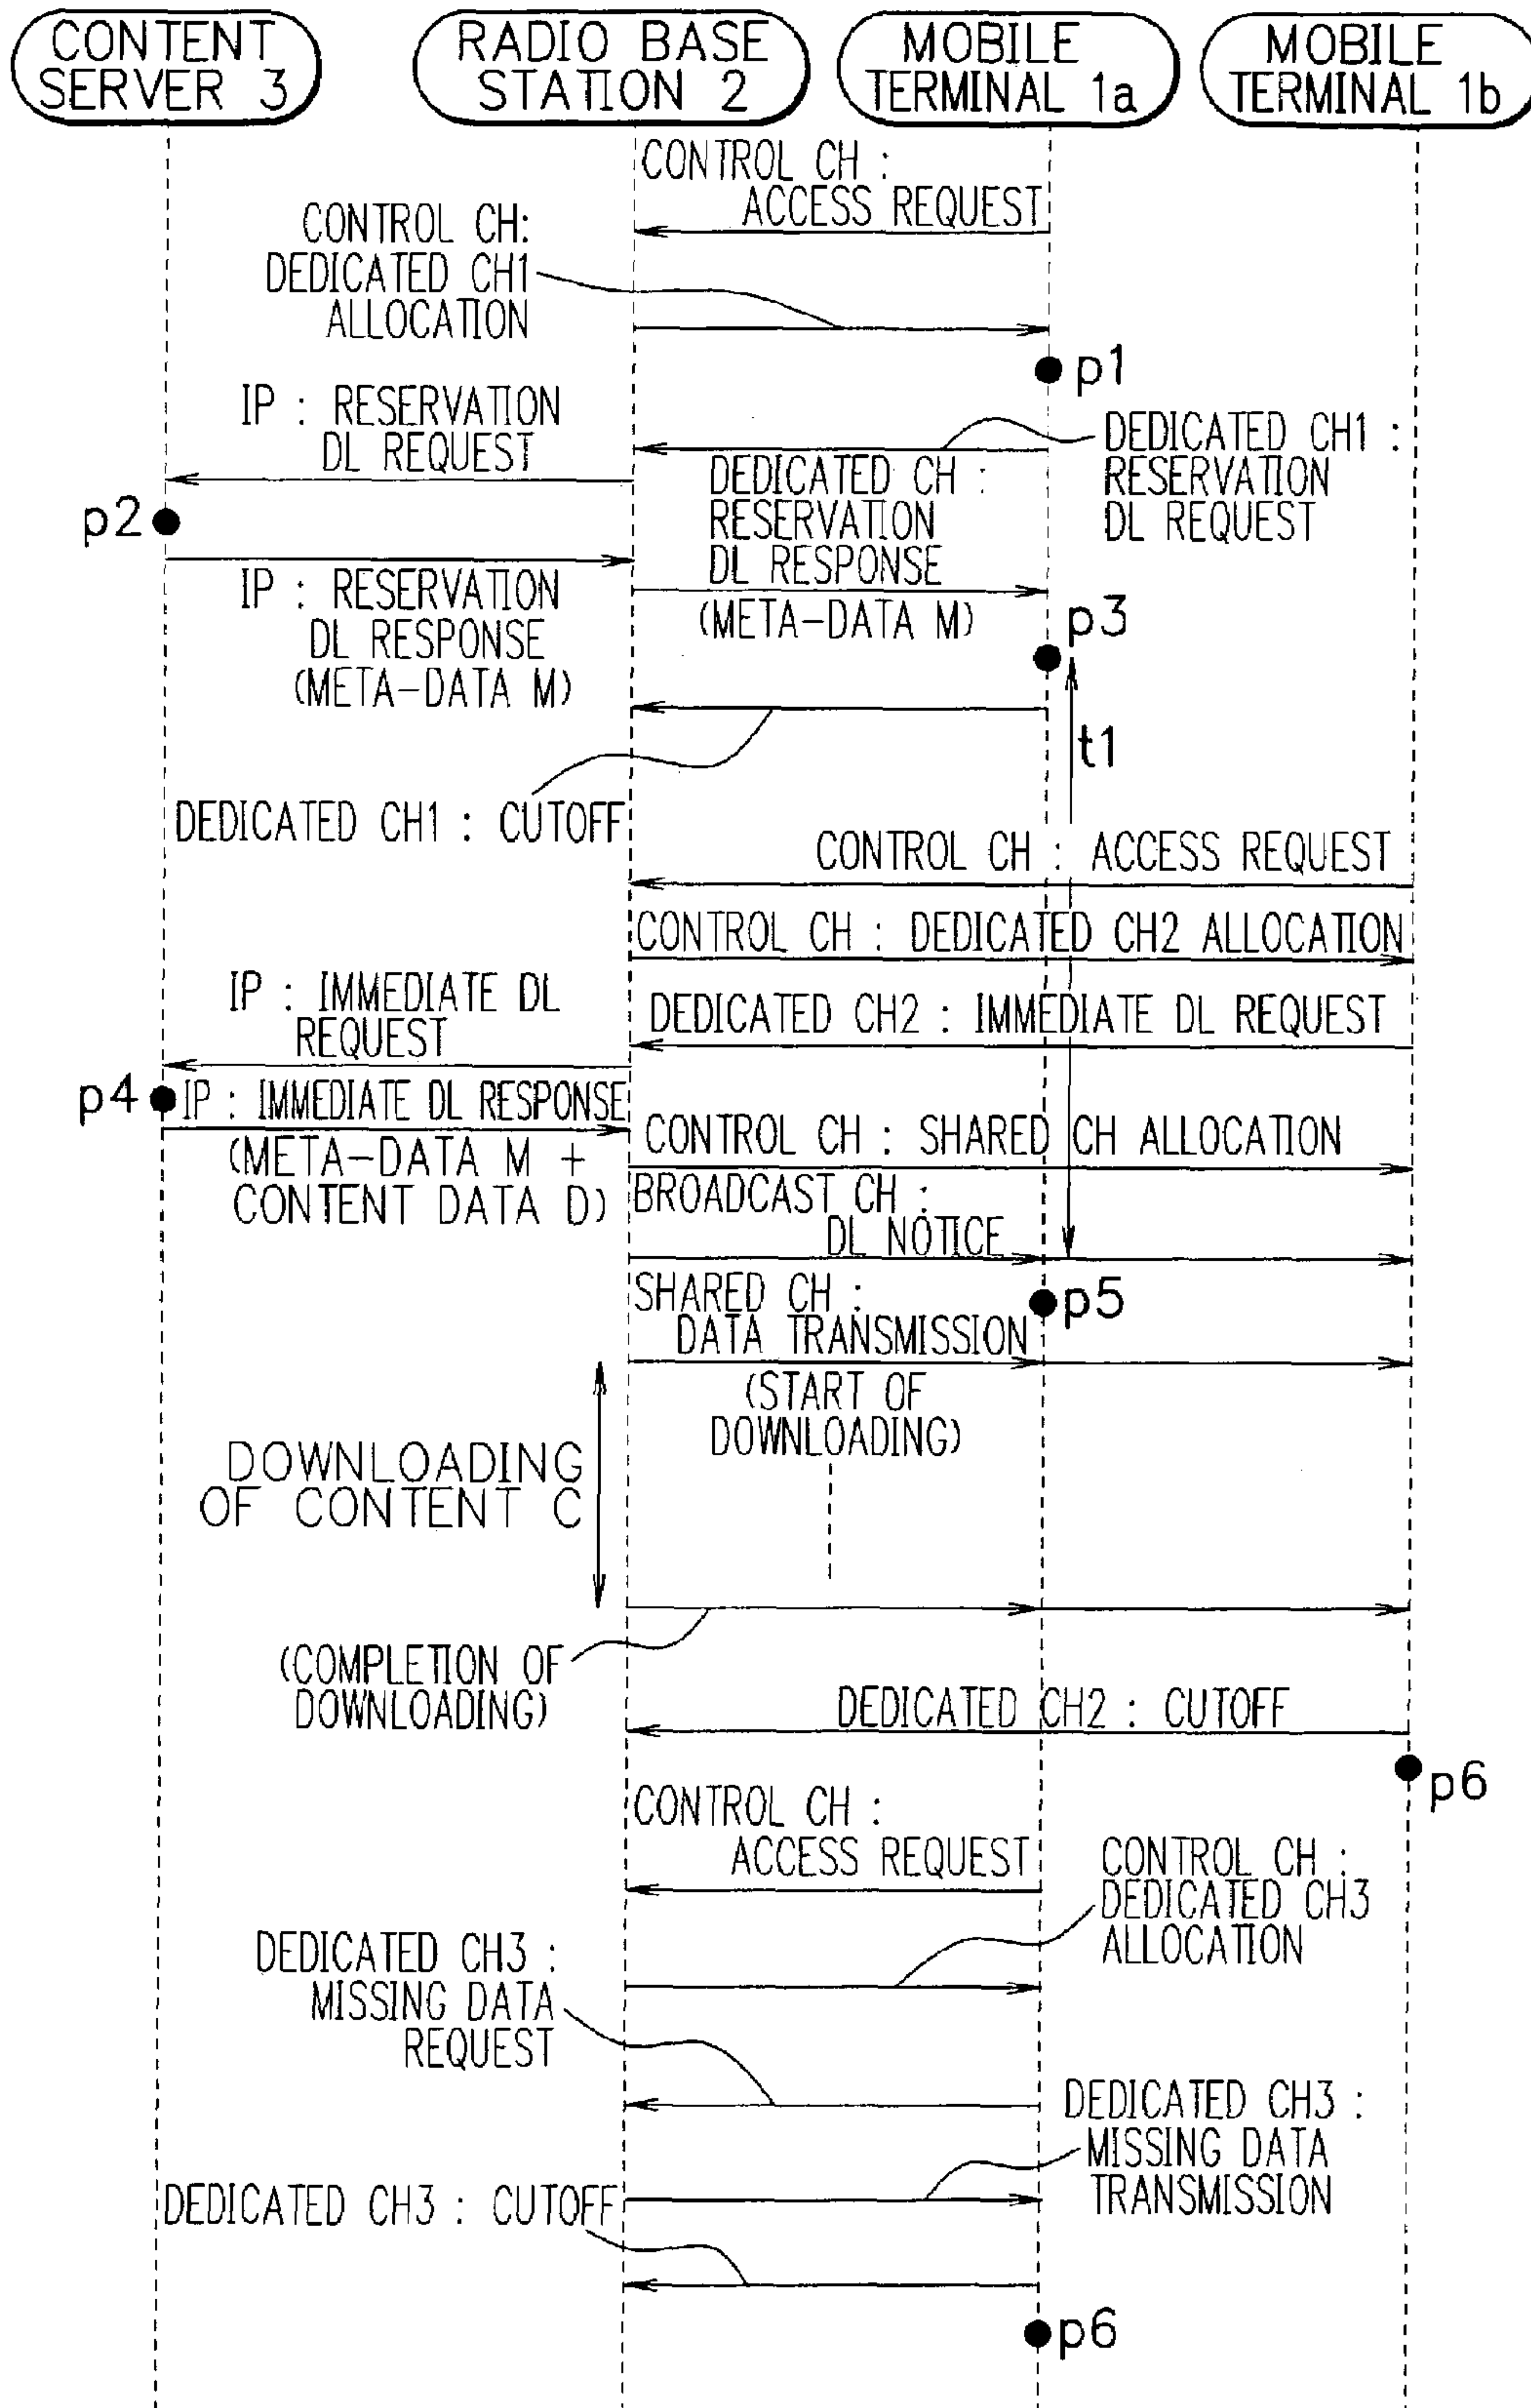 CONTENT
SERVER 3
RADIO BASE
STATION 2
MOBILE
TERMINAL 1a
MOBILE
TERMINAL 1b
CONTROL CH :
ACCESS REQUEST
CONTROL CH:
DEDICATED CH1
ALLOCATION
p1
IP : RESERVATION
DL REQUEST
DEDICATED CH1 :
RESERVATION
DL REQUEST
p2
DEDICATED CH :
RESERVATION
DL RESPONSE
(META-DATA M)
IP : RESERVATION
DL RESPONSE
(META-DATA M)
p3
t1
DEDICATED CH1 : CUTOFF
CONTROL CH : ACCESS REQUEST
CONTROL CH : DEDICATED CH2 ALLOCATION
IP : IMMEDIATE DL
REQUEST
DEDICATED CH2 : IMMEDIATE DL REQUEST
p4
IP : IMMEDIATE DL RESPONSE
(META-DATA M +
CONTENT DATA D)
CONTROL CH : SHARED CH ALLOCATION
BROADCAST CH :
DL NOTICE
p5
SHARED CH :
DATA TRANSMISSION
(START OF
DOWNLOADING)
DOWNLOADING
OF CONTENT C
(COMPLETION OF
DOWNLOADING)
DEDICATED CH2 : CUTOFF
p6
CONTROL CH :
ACCESS REQUEST
CONTROL CH :
DEDICATED CH3
ALLOCATION
DEDICATED CH3 :
MISSING DATA
REQUEST
DEDICATED CH3 :
MISSING DATA
TRANSMISSION
DEDICATED CH3 : CUTOFF
p6